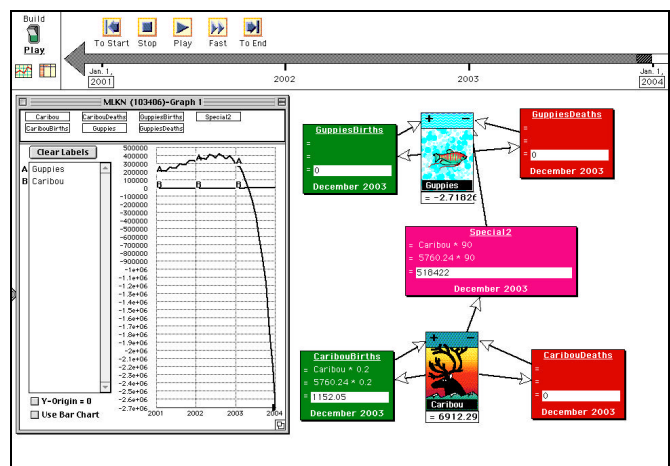 Build
Play
To Start Stop Play Fast To End
Jan. 1,
2001
2002
2003
Jan. 1,
2004
MLKN (103406)-Graph 1
Caribou CaribouDeaths GuppiesBirths Special2
CaribouBirths Guppies GuppiesDeaths
Clear Labels
A Guppies
B Caribou
500000
400000
300000
200000
100000
0
-100000
-200000
-300000
-400000
-500000
-600000
-700000
-800000
-900000
-1e+06
-1.1e+06
-1.2e+06
-1.3e+06
-1.4e+06
-1.5e+06
-1.6e+06
-1.7e+06
-1.8e+06
-1.9e+06
-2e+06
-2.1e+06
-2.2e+06
-2.3e+06
-2.4e+06
-2.5e+06
-2.6e+06
-2.7e+06
A A A
B B B
2001 2002 2003 2004
Y-Origin = 0
Use Bar Chart
GuppiesBirths
=
=
= 0
December 2003
+ -
Guppies
= -2.71826
GuppiesDeaths
=
=
= 0
December 2003
Special2
= Caribou * 90
= 5760.24 * 90
= 518422
December 2003
CaribouBirths
= Caribou * 0.2
= 5760.24 * 0.2
= 1152.05
December 2003
+ -
Caribou
= 6912.29
CaribouDeaths
=
=
= 0
December 2003